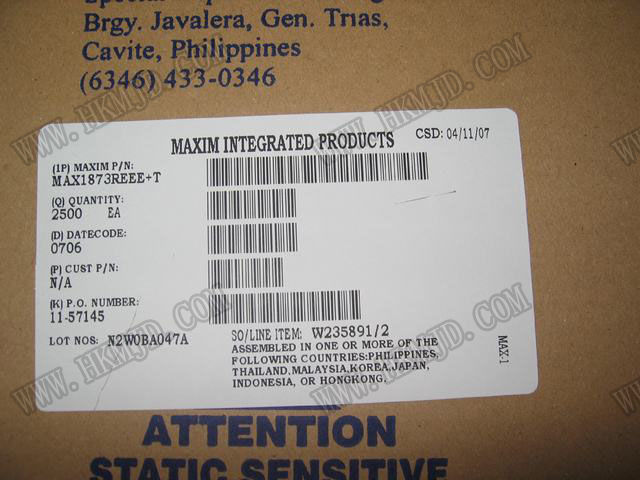 Brgy. Javalera, Gen. Trias,
Cavite, Philippines
(6346) 433-0346
MAXIM INTEGRATED PRODUCTS
CSD: 04/11/07
(1P) MAXIM P/N:
MAX1873REEE+T
(Q) QUANTITY:
2500 EA
(D) DATECODE:
0706
(P) CUST P/N:
N/A
(K) P.O. NUMBER:
11-57145
LOT NOS: N2W0BA047A
SO/LINE ITEM: W235891/2
ASSEMBLED IN ONE OR MORE OF THE
FOLLOWING COUNTRIES:PHILIPPINES,
THAILAND,MALAYSIA,KOREA,JAPAN,
INDONESIA, OR HONGKONG.
MAX-1
ATTENTION
STATIC SENSITIVE
WWW.HKMJD.COM
WWW.HKMJD.COM
WWW.HKMJD.COM
WWW.HKMJD.COM